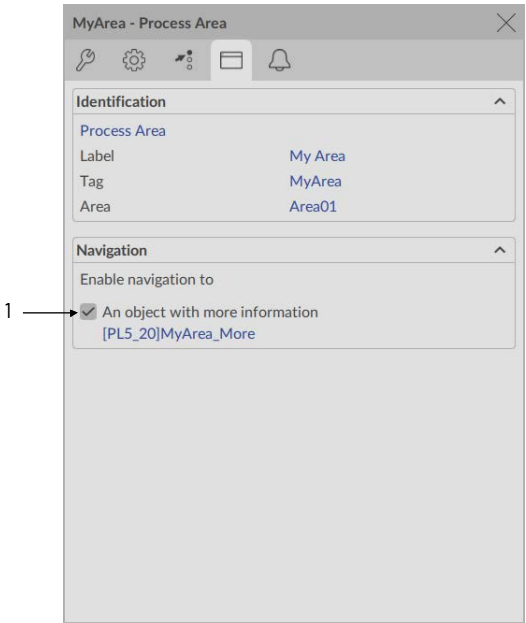 MyArea - Process Area
Identification
Process Area
Label My Area
Tag MyArea
Area Area01
Navigation
Enable navigation to
1
An object with more information
[PL5_20]MyArea_More